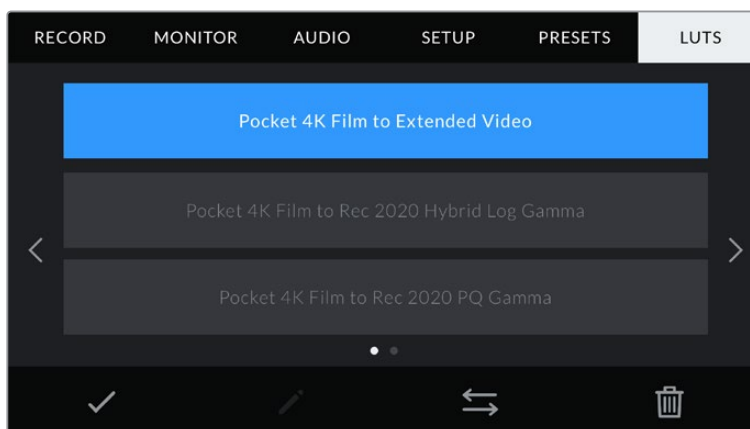 RECORD MONITOR AUDIO SETUP PRESETS LUTS
Pocket 4K Film to Extended Video
Pocket 4K Film to Rec 2020 Hybrid Log Gamma
Pocket 4K Film to Rec 2020 PQ Gamma